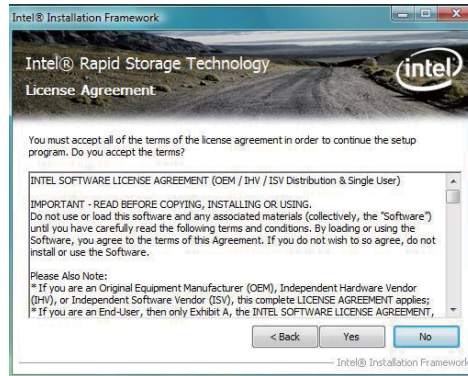 Intel® Installation Framework
Intel® Rapid Storage Technology
License Agreement
intel
You must accept all of the terms of the license agreement in order to continue the setup
program. Do you accept the terms?
INTEL SOFTWARE LICENSE AGREEMENT (OEM / IHV / ISV Distribution & Single User)
IMPORTANT - READ BEFORE COPYING, INSTALLING OR USING.
Do not use or load this software and any associated materials (collectively, the "Software")
until you have carefully read the following terms and conditions. By loading or using the
Software, you agree to the terms of this Agreement. If you do not wish to so agree, do not
install or use the Software.
Please Also Note:
* If you are an Original Equipment Manufacturer (OEM), Independent Hardware Vendor
(IHV), or Independent Software Vendor (ISV), this complete LICENSE AGREEMENT applies;
* If you are an End-User, then only Exhibit A, the INTEL SOFTWARE LICENSE AGREEMENT,
< Back Yes No
Intel® Installation Framework